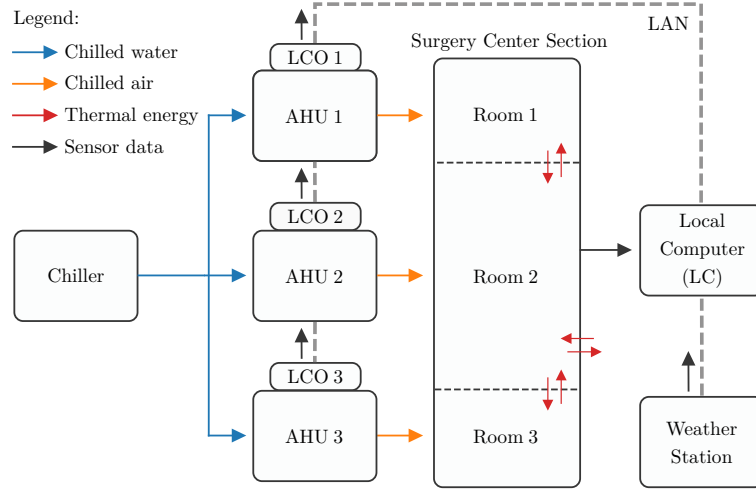 Legend:
Chilled water
Chilled air
Thermal energy
Sensor data
LCO 1
AHU 1
LCO 2
AHU 2
LCO 3
AHU 3
Chiller
Surgery Center Section
Room 1
Room 2
Room 3
LAN
Local
Computer
(LC)
Weather
Station